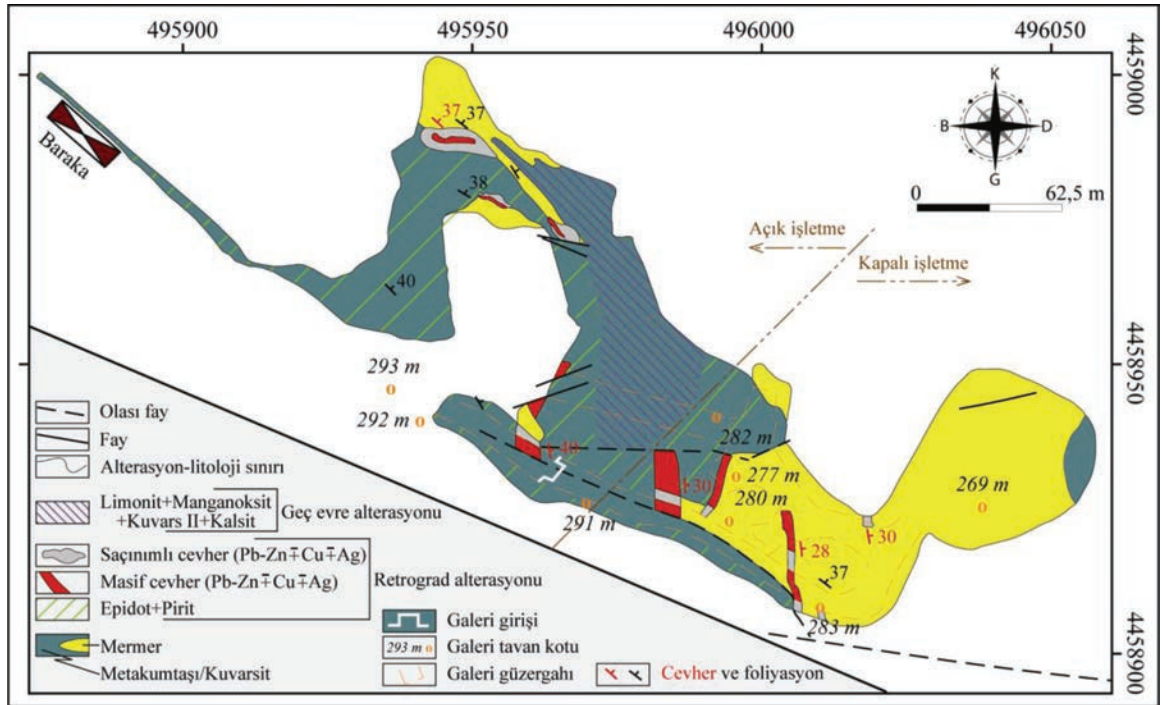 495900 495950 496000 496050
4459000
4458950
4458900
K
B D
G
0 62,5 m
Baraka
37 37
38
40
Açık işletme
Kapalı işletme
293 m
292 m
40
282 m
277 m
30
280 m
291 m
269 m
30
28
37
283 m
Olası fay
Fay
Alterasyon-litoloji sınırı
Limonit+Manganoksit
+Kuvars II+Kalsit
Geç evre alterasyonu
Saçınımlı cevher (Pb-Zn∓Cu∓Ag)
Masif cevher (Pb-Zn∓Cu∓Ag)
Retrograd alterasyonu
Epidot+Pirit
Mermer
Metakumtaşı/Kuvarsit
Galeri girişi
293 m Galeri tavan kotu
Galeri güzergahı
Cevher ve foliyasyon